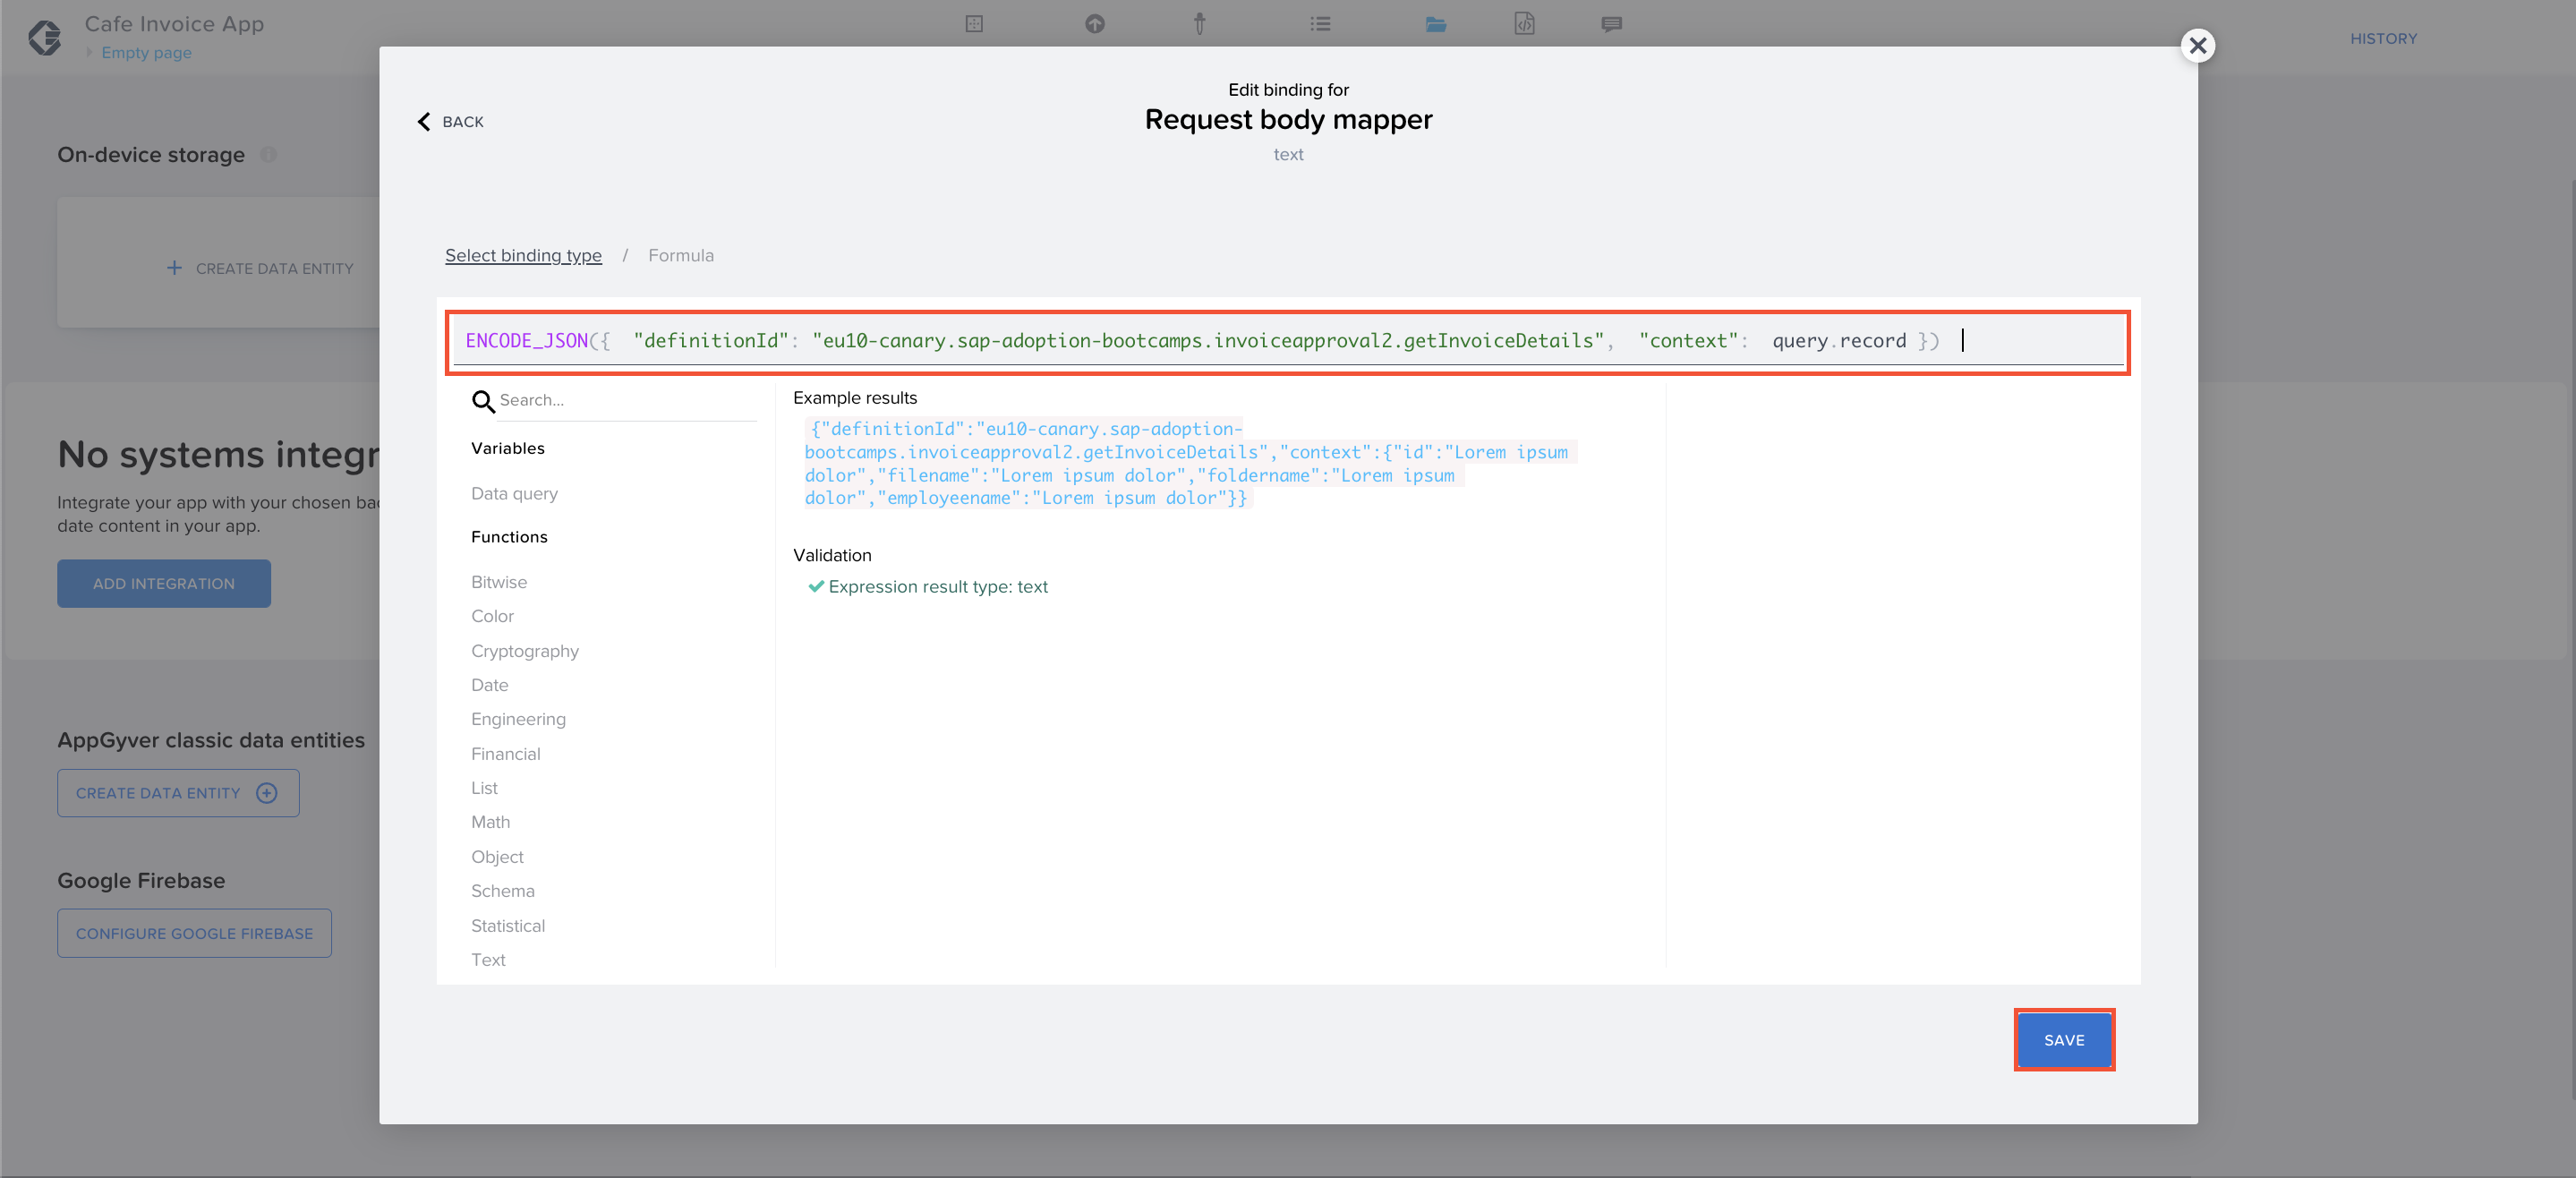 Cafe Invoice App
Empty page
HISTORY
Edit binding for
BACK
Request body mapper
text
On-device storage
CREATE DATA ENTITY
Select binding type / Formula
ENCODE_JSON({ "definitionId": "eu10-canary.sap-adoption-bootcamps.invoiceapproval2.getInvoiceDetails", "context": query.record })
Search...
Variables
Data query
Functions
Bitwise
Color
Cryptography
Date
Engineering
Financial
List
Math
Object
Schema
Statistical
Text
Example results
{"definitionId":"eu10-canary.sap-adoption-
bootcamps.invoiceapproval2.getInvoiceDetails","context":{"id":"Lorem ipsum
dolor","filename":"Lorem ipsum dolor","foldername":"Lorem ipsum
dolor","employeename":"Lorem ipsum dolor"}}
Validation
Expression result type: text
No systems integr
Integrate your app with your chosen
date content in your app.
ADD INTEGRATION
AppGyver classic data entities
CREATE DATA ENTITY
Google Firebase
CONFIGURE GOOGLE FIREBASE
SAVE